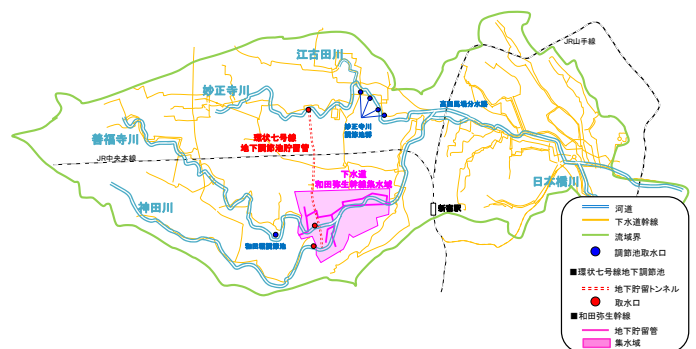 江古田川
JR山手線
妙正寺川
高田馬場分水路
妙正寺川
調節池群
善福寺川
環状七号線
地下調節池貯留管
JR中央本線
下水道
和田弥生幹線集水域
日本橋川
神田川
新宿駅
和田堀調節池
河道
下水道幹線
流域界
調節池取水口
■環状七号線地下調節池
地下貯留トンネル
取水口
■和田弥生幹線
地下貯留管
集水域